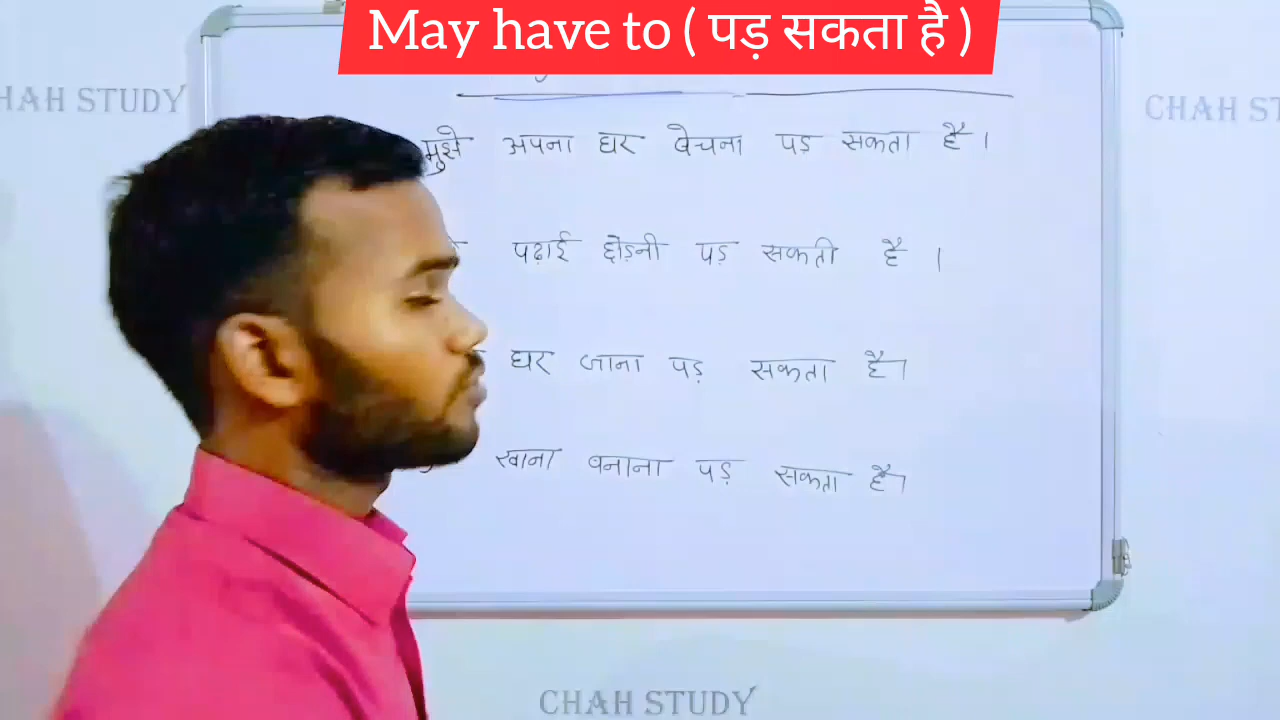 May have to ( पड़ सकता है )
HAH STUDY
CHAH ST
मुझे अपना घर बेचना पड़ सकता है ।
पढ़ाई छोड़नी पड़ सकती है ।
घर जाना पड़ सकता है।
खाना बनाना पड़ सकता है।
CHAH STUDY